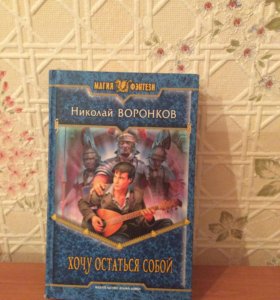 МАГИЯ ФЭНТЕЗИ
Николай ВОРОНКОВ
ХОЧУ ОСТАТЬСЯ СОБОЙ